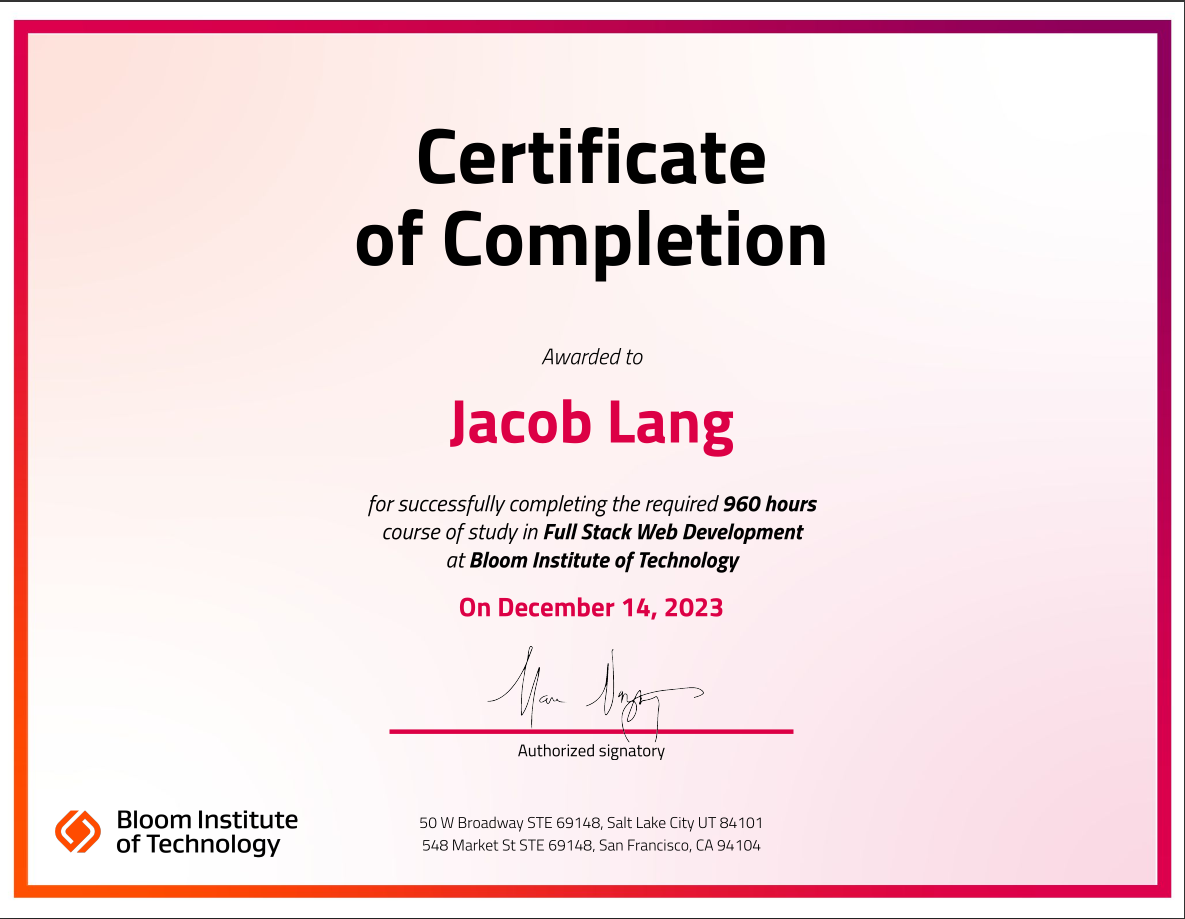 Certificate
of Completion
Awarded to
Jacob Lang
for successfully completing the required 960 hours
course of study in Full Stack Web Development
at Bloom Institute of Technology
On December 14, 2023
Authorized signatory
Bloom Institute
of Technology
50 W Broadway STE 69148, Salt Lake City UT 84101
548 Market St STE 69148, San Francisco, CA 94104